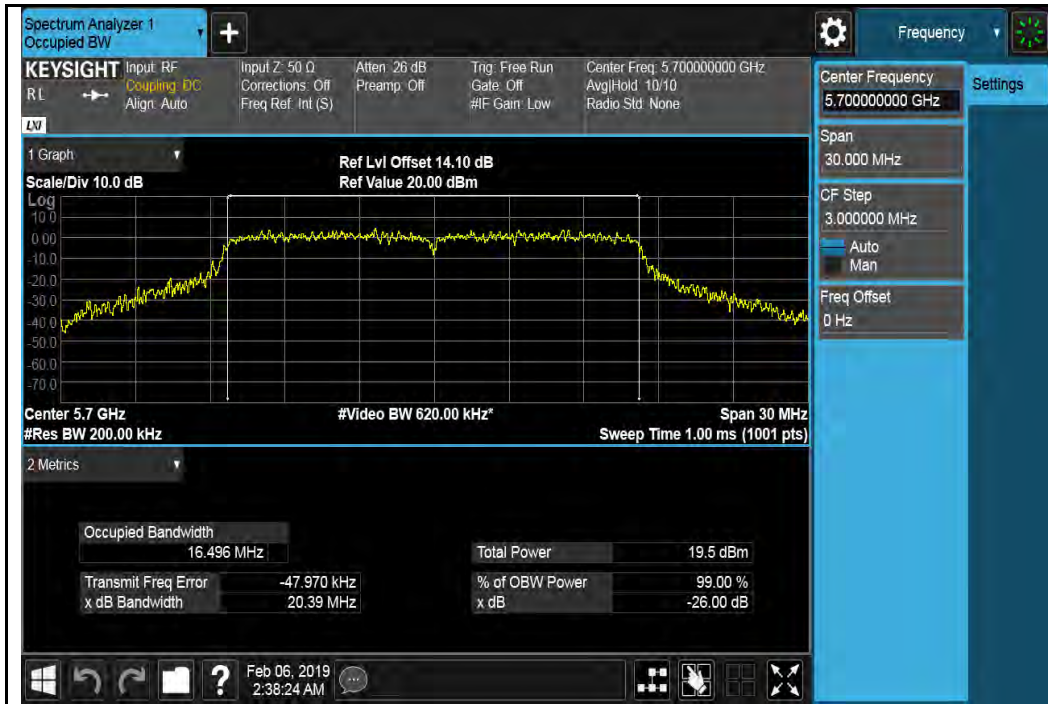 Spectrum Analyzer 1
Occupied BW
+
Frequency
KEYSIGHT
R L
LXI
Input: RF
Coupling: DC
Align: Auto
Input Z: 50 Ω
Corrections: Off
Freq Ref: Int (S)
Atten: 26 dB
Preamp: Off
Trig: Free Run
Gate: Off
#IF Gain: Low
Center Freq: 5.700000000 GHz
Avg|Hold: 10/10
Radio Std: None
Center Frequency
5.700000000 GHz
Settings
Span
30.000 MHz
CF Step
3.000000 MHz
Auto
Man
Freq Offset
0 Hz
1 Graph
Scale/Div 10.0 dB
Ref Lvl Offset 14.10 dB
Ref Value 20.00 dBm
Log
10.0
0.00
-10.0
-20.0
-30.0
-40.0
-50.0
-60.0
-70.0
Center 5.7 GHz
#Video BW 620.00 kHz*
Span 30 MHz
#Res BW 200.00 kHz
Sweep Time 1.00 ms (1001 pts)
2 Metrics
Occupied Bandwidth
16.496 MHz
Total Power 19.5 dBm
Transmit Freq Error -47.970 kHz
% of OBW Power 99.00 %
x dB Bandwidth 20.39 MHz
x dB -26.00 dB
?
Feb 06, 2019
2:38:24 AM